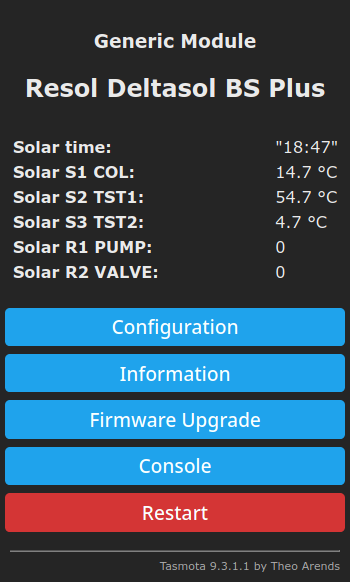 Generic Module
Resol Deltasol BS Plus
Solar time: "18:47"
Solar S1 COL: 14.7 °C
Solar S2 TST1: 54.7 °C
Solar S3 TST2: 4.7 °C
Solar R1 PUMP: 0
Solar R2 VALVE: 0
Configuration
Information
Firmware Upgrade
Console
Restart
Tasmota 9.3.1.1 by Theo Arends